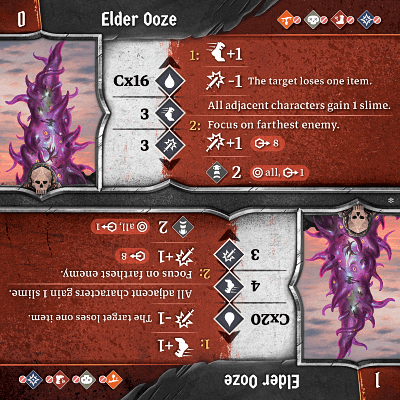 0 Elder Ooze
Cx16
3
3
1: +1
-1 The target loses one item.
All adjacent characters gain 1 slime.
2: Focus on farthest enemy.
+1 8
2 all, 1
1 Elder Ooze
Cx20
4
3
1: +1
-1 The target loses one item.
All adjacent characters gain 1 slime.
2: Focus on farthest enemy.
+1 8
2 all, 1